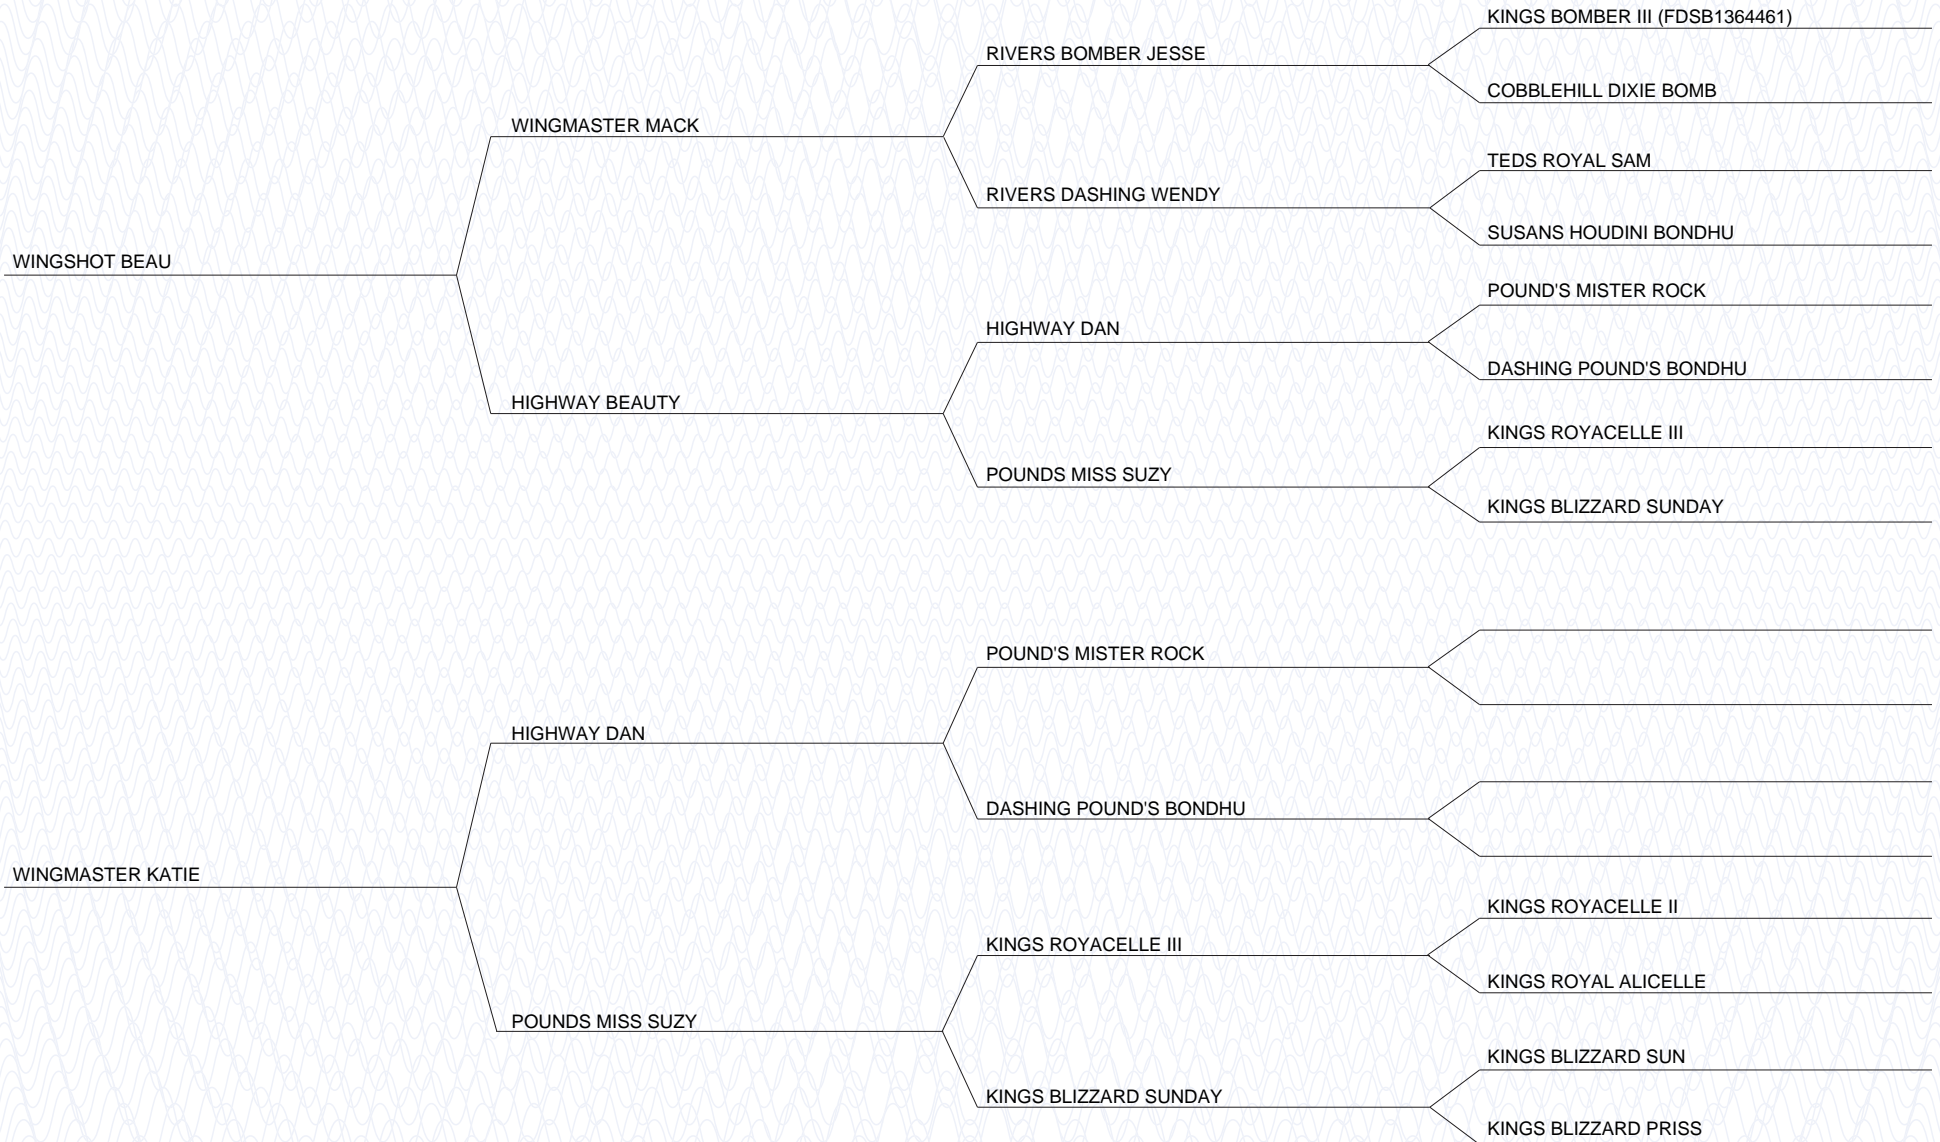 KINGS BOMBER III (FDSB1364461)
RIVERS BOMBER JESSE
COBBLEHILL DIXIE BOMB
WINGMASTER MACK
TEDS ROYAL SAM
RIVERS DASHING WENDY
SUSANS HOUDINI BONDHU
WINGSHOT BEAU
POUND'S MISTER ROCK
HIGHWAY DAN
DASHING POUND'S BONDHU
HIGHWAY BEAUTY
KINGS ROYACELLE III
POUNDS MISS SUZY
KINGS BLIZZARD SUNDAY
POUND'S MISTER ROCK
HIGHWAY DAN
DASHING POUND'S BONDHU
WINGMASTER KATIE
KINGS ROYACELLE II
KINGS ROYACELLE III
KINGS ROYAL ALICELLE
POUNDS MISS SUZY
KINGS BLIZZARD SUN
KINGS BLIZZARD SUNDAY
KINGS BLIZZARD PRISS